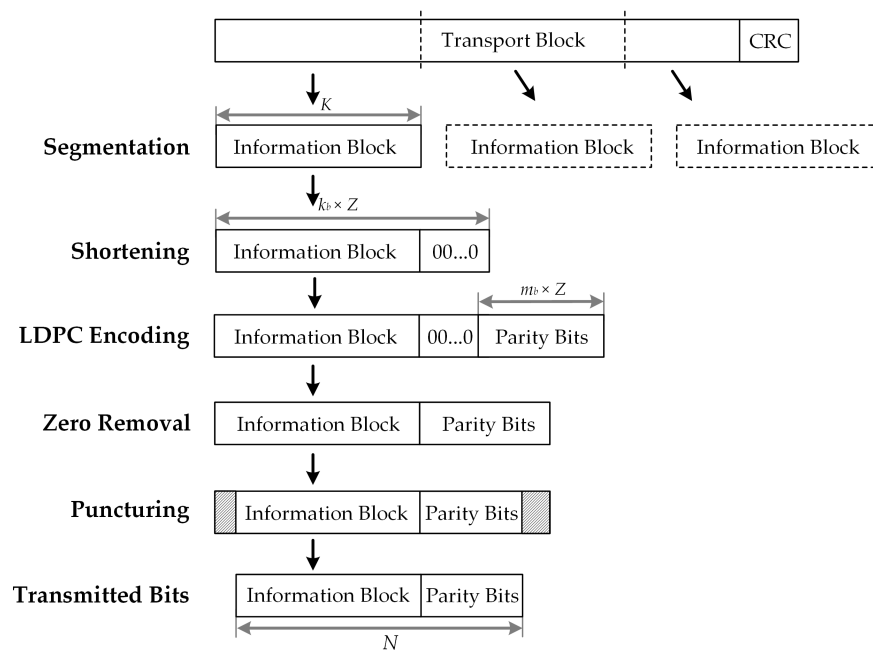 Transport Block CRC
K
Segmentation Information Block Information Block Information Block
k_b × Z
Shortening Information Block 00...0
m_b × Z
LDPC Encoding Information Block 00...0 Parity Bits
Zero Removal Information Block Parity Bits
Puncturing Information Block Parity Bits
Transmitted Bits Information Block Parity Bits
N